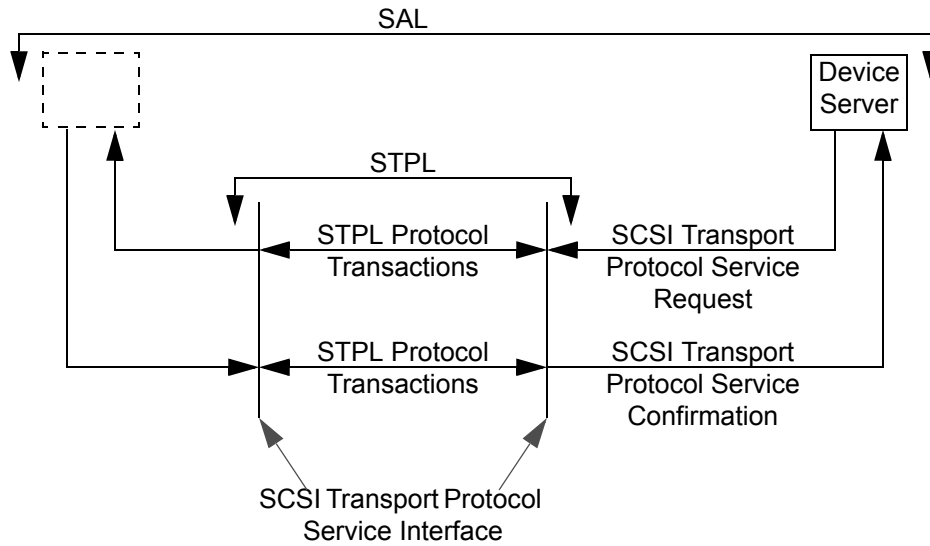 SAL
Device
Server
STPL
STPL Protocol
Transactions
SCSI Transport
Protocol Service
Request
STPL Protocol
Transactions
SCSI Transport
Protocol Service
Confirmation
SCSI Transport Protocol
Service Interface